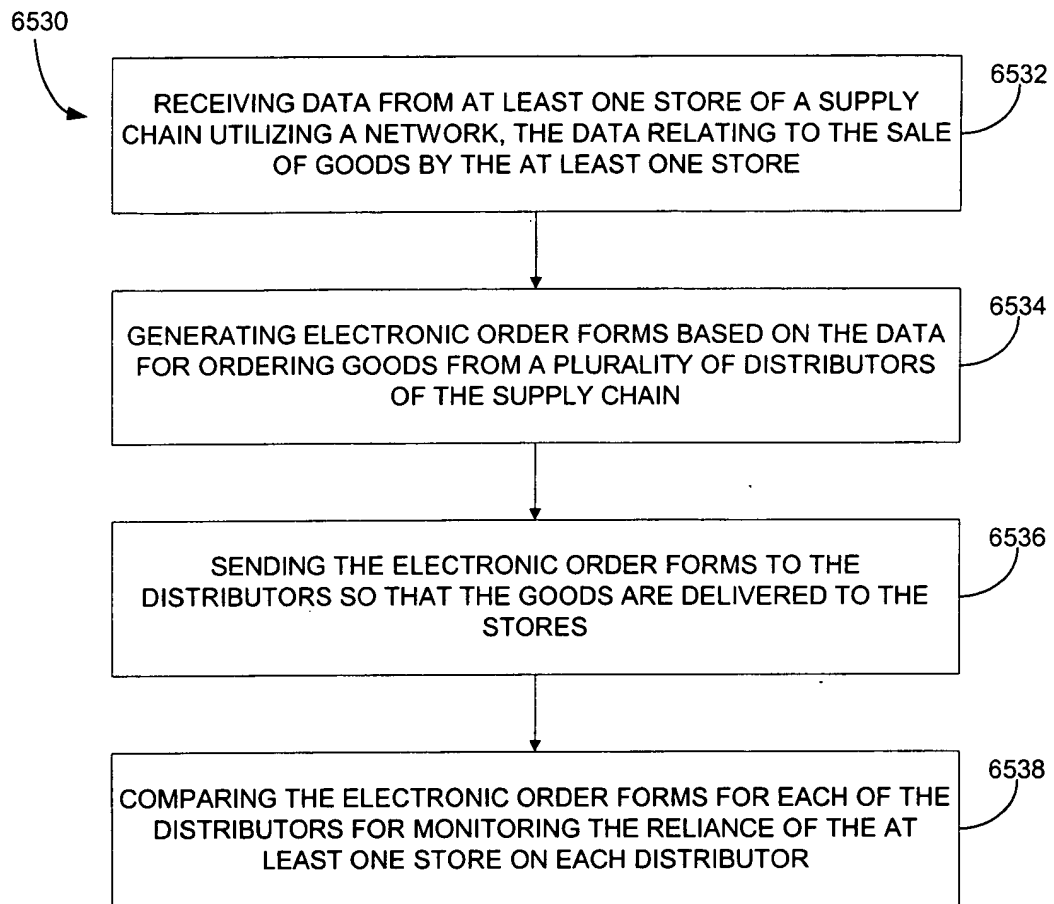 6530
6532
RECEIVING DATA FROM AT LEAST ONE STORE OF A SUPPLY
CHAIN UTILIZING A NETWORK, THE DATA RELATING TO THE SALE
OF GOODS BY THE AT LEAST ONE STORE
6534
GENERATING ELECTRONIC ORDER FORMS BASED ON THE DATA
FOR ORDERING GOODS FROM A PLURALITY OF DISTRIBUTORS
OF THE SUPPLY CHAIN
6536
SENDING THE ELECTRONIC ORDER FORMS TO THE
DISTRIBUTORS SO THAT THE GOODS ARE DELIVERED TO THE
STORES
6538
COMPARING THE ELECTRONIC ORDER FORMS FOR EACH OF THE
DISTRIBUTORS FOR MONITORING THE RELIANCE OF THE AT
LEAST ONE STORE ON EACH DISTRIBUTOR